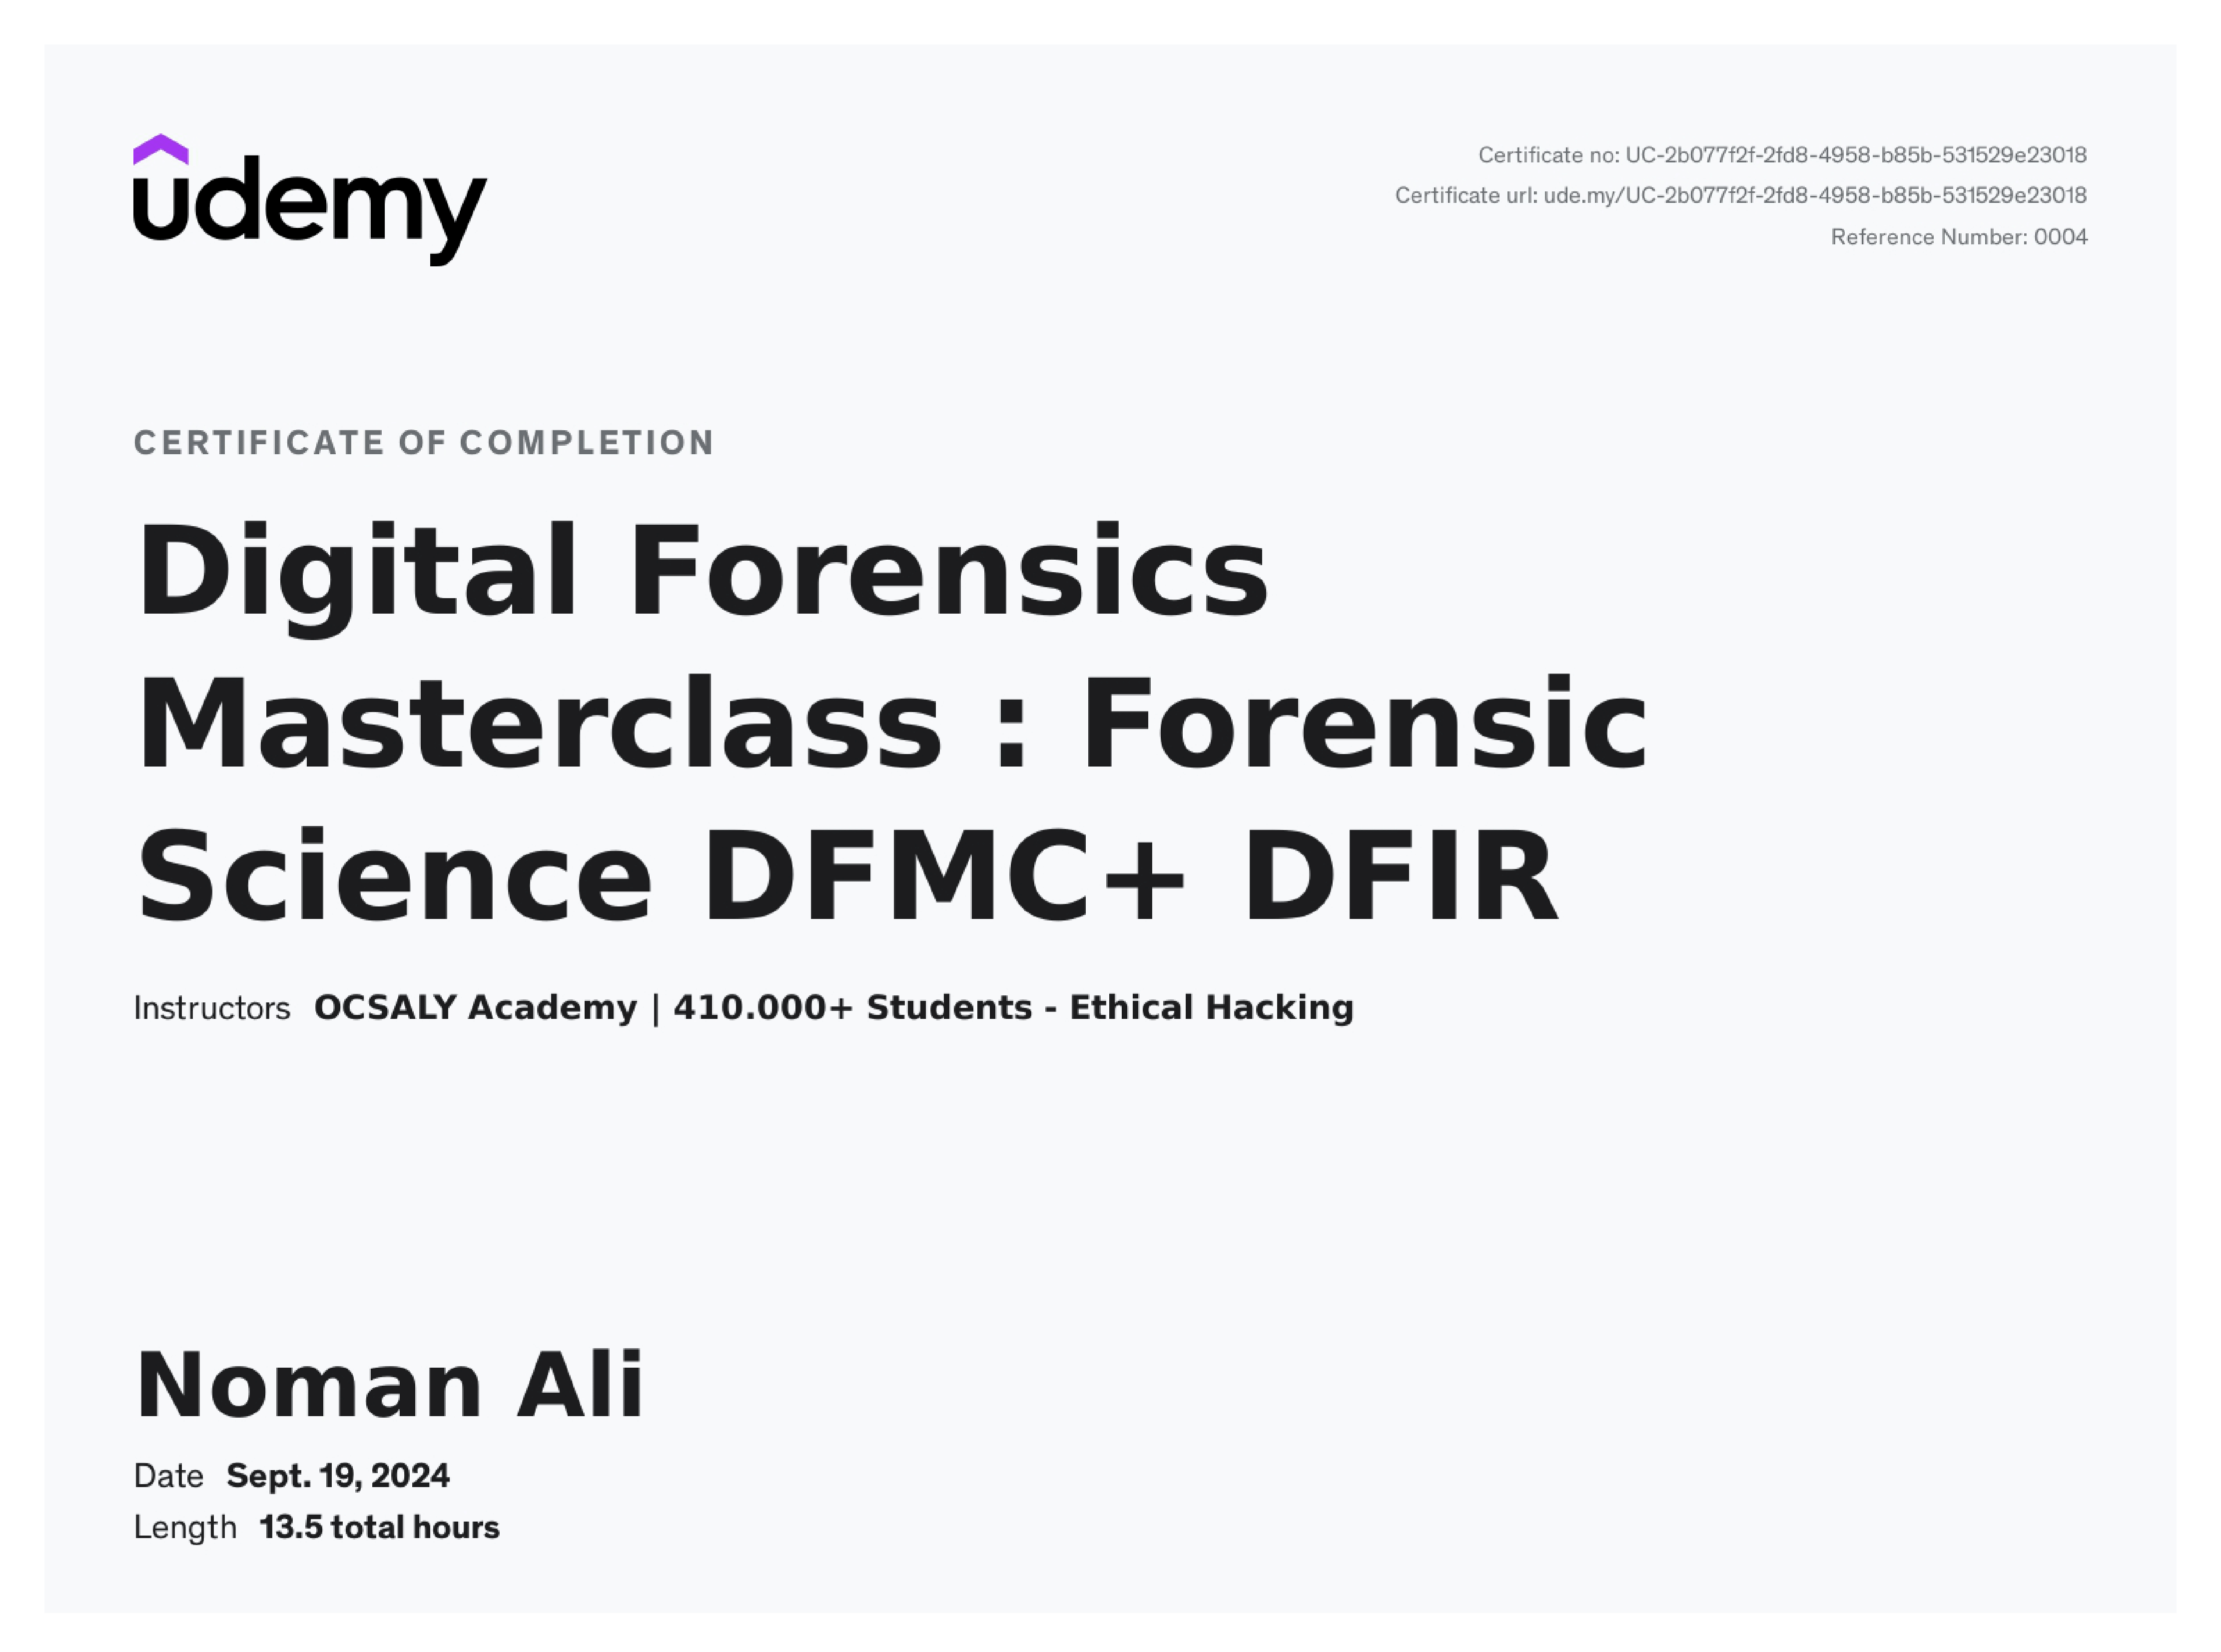 udemy
Certificate no: UC-2b077f2f-2fd8-4958-b85b-531529e23018
Certificate url: ude.my/UC-2b077f2f-2fd8-4958-b85b-531529e23018
Reference Number: 0004
CERTIFICATE OF COMPLETION
Digital Forensics
Masterclass : Forensic
Science DFMC+ DFIR
Instructors OCSALY Academy | 410.000+ Students - Ethical Hacking
Noman Ali
Date Sept. 19, 2024
Length 13.5 total hours